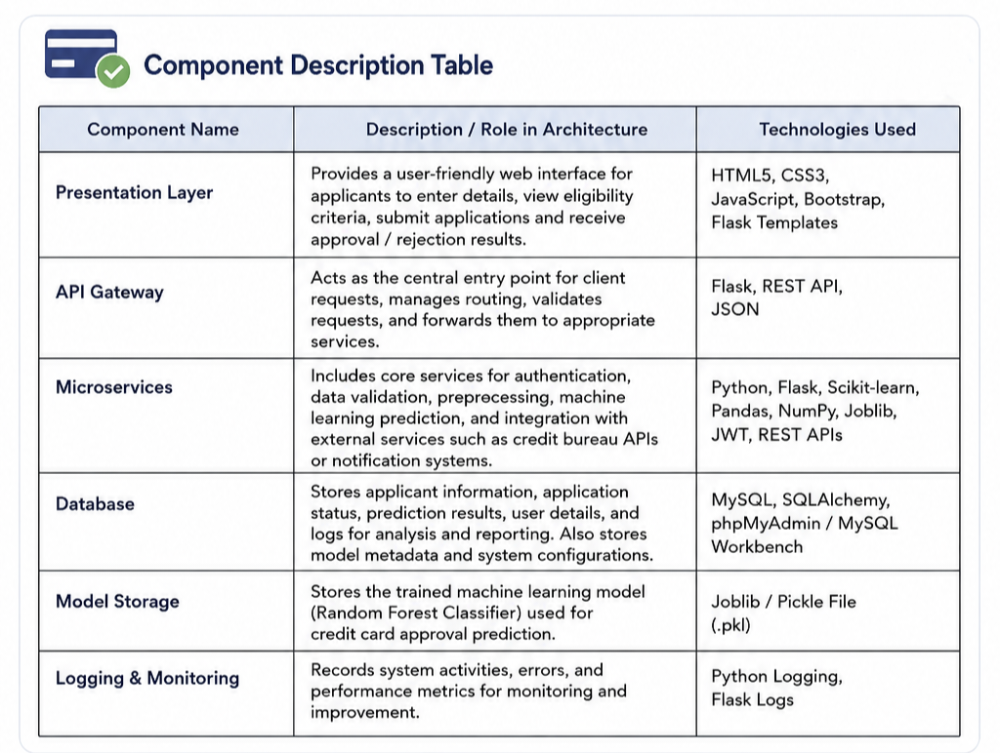 Component Description Table
Component Name
Description / Role in Architecture
Technologies Used
Presentation Layer
Provides a user-friendly web interface for
applicants to enter details, view eligibility
criteria, submit applications and receive
approval / rejection results.
HTML5, CSS3,
JavaScript, Bootstrap,
Flask Templates
API Gateway
Acts as the central entry point for client
requests, manages routing, validates
requests, and forwards them to appropriate
services.
Flask, REST API,
JSON
Microservices
Includes core services for authentication,
data validation, preprocessing, machine
learning prediction, and integration with
external services such as credit bureau APIs
or notification systems.
Python, Flask, Scikit-learn,
Pandas, NumPy, Joblib,
JWT, REST APIs
Database
Stores applicant information, application
status, prediction results, user details, and
logs for analysis and reporting. Also stores
model metadata and system configurations.
MySQL, SQLAlchemy,
phpMyAdmin / MySQL
Workbench
Model Storage
Stores the trained machine learning model
(Random Forest Classifier) used for
credit card approval prediction.
Joblib / Pickle File
(.pkl)
Logging & Monitoring
Records system activities, errors, and
performance metrics for monitoring and
improvement.
Python Logging,
Flask Logs